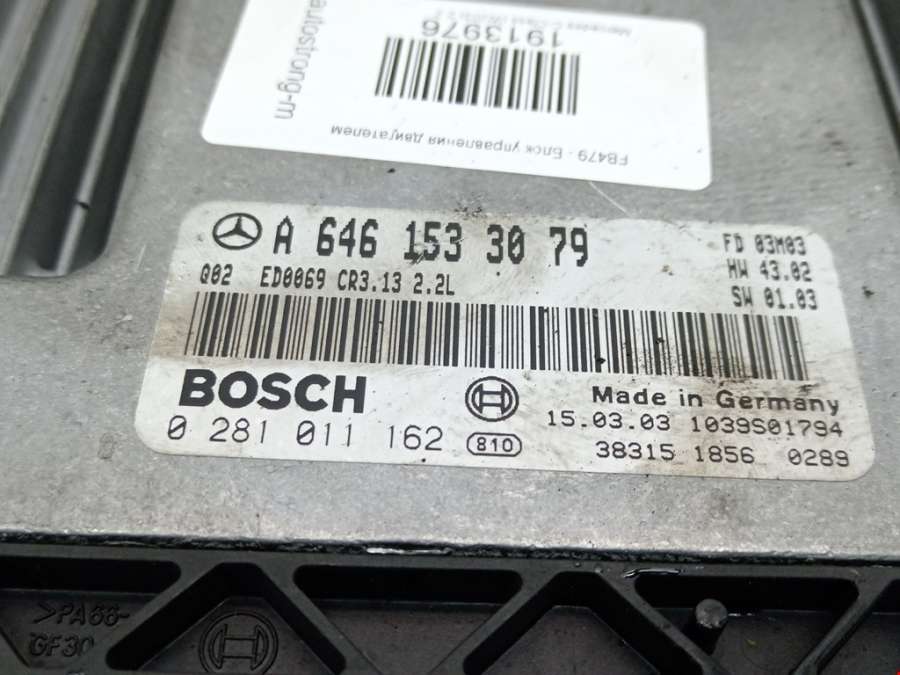 autostrong-m
19139761
F8479 - Блок управления двигателем
A 646 153 30 79
FD 03M03
Q02 ED0069 CR3.13 2.2L
HW 43.02
SW 01.03
BOSCH
Made in Germany
0 281 011 162
810
15.03.03 1039S01794
38315 1856 0289
>PA66-
GF30